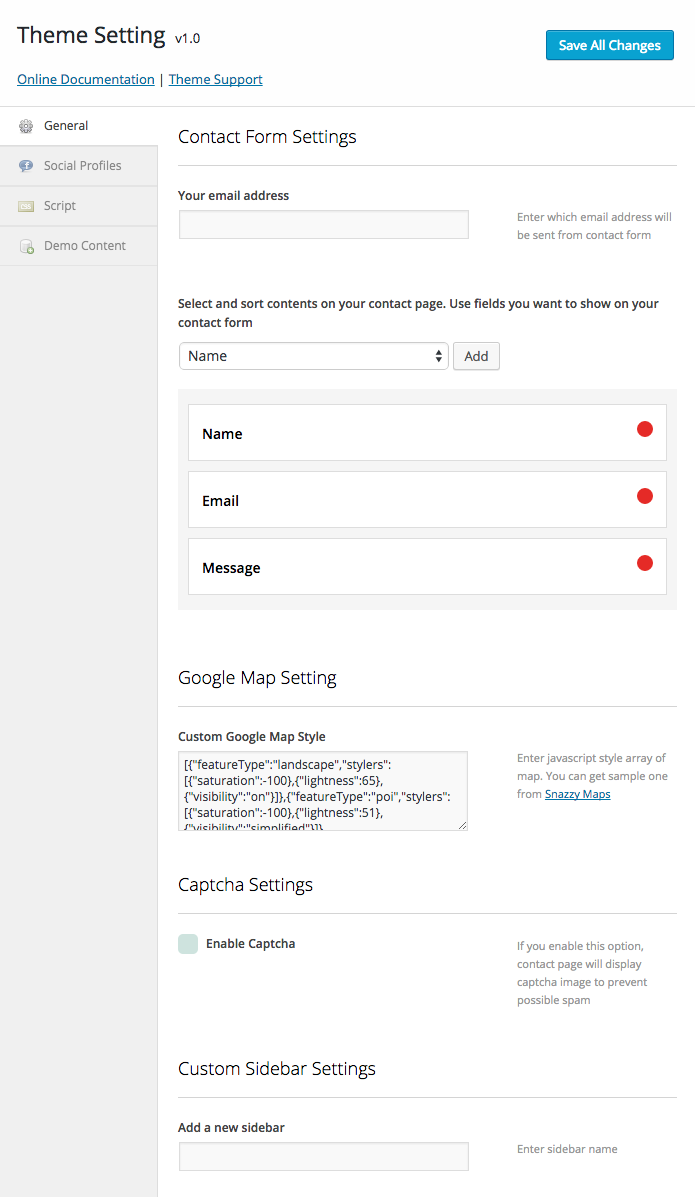 Theme Setting v1.0
Save All Changes
Online Documentation | Theme Support
General
Social Profiles
Script
Demo Content
Contact Form Settings
Your email address
Enter which email address will
be sent from contact form
Select and sort contents on your contact page. Use fields you want to show on your
contact form
Name
Add
Name
Email
Message
Google Map Setting
Custom Google Map Style
[{"featureType":"landscape","stylers":
[{"saturation":-100},{"lightness":65},
{"visibility":"on"}]},{"featureType":"poi","stylers":
[{"saturation":-100},{"lightness":51},
{"visibility":"simplified"}]}
Enter javascript style array of
map. You can get sample one
from Snazzy Maps
Captcha Settings
Enable Captcha
If you enable this option,
contact page will display
captcha image to prevent
possible spam
Custom Sidebar Settings
Add a new sidebar
Enter sidebar name